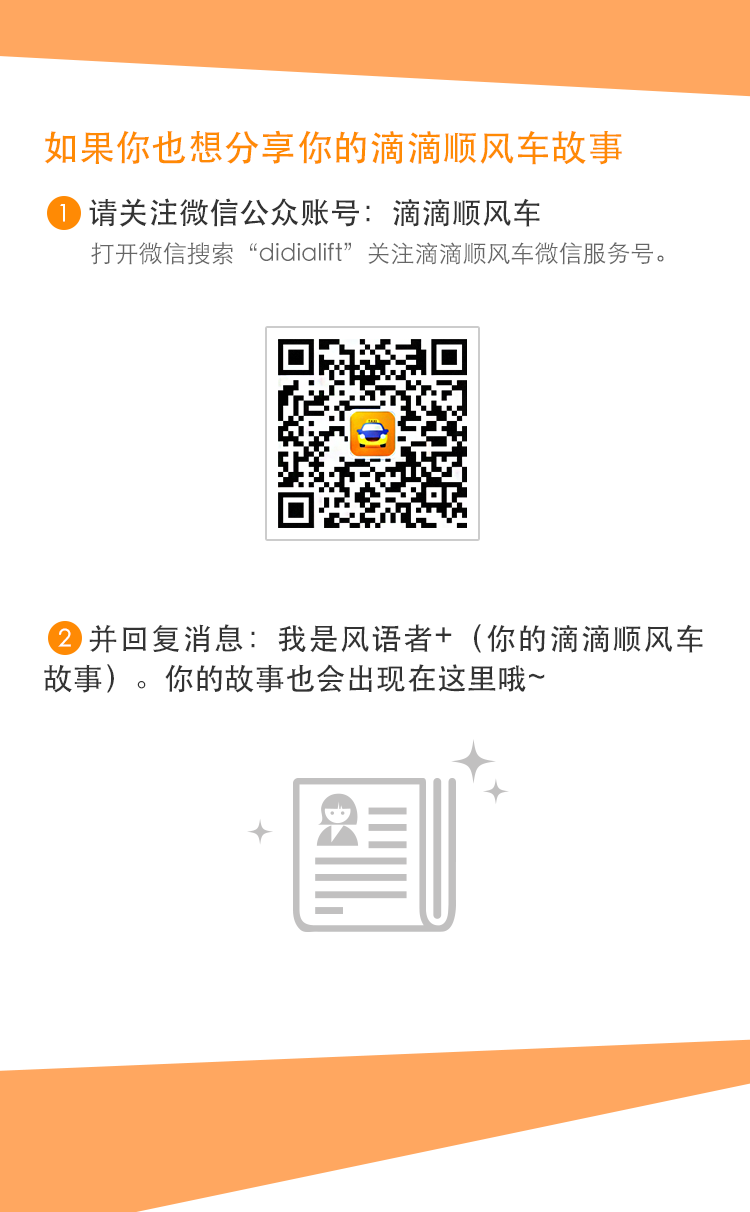 如果你也想分享你的滴滴顺风车故事
1 请关注微信公众账号：滴滴顺风车
打开微信搜索“didialift”关注滴滴顺风车微信服务号。
2 并回复消息：我是风语者+（你的滴滴顺风车
故事）。你的故事也会出现在这里哦~